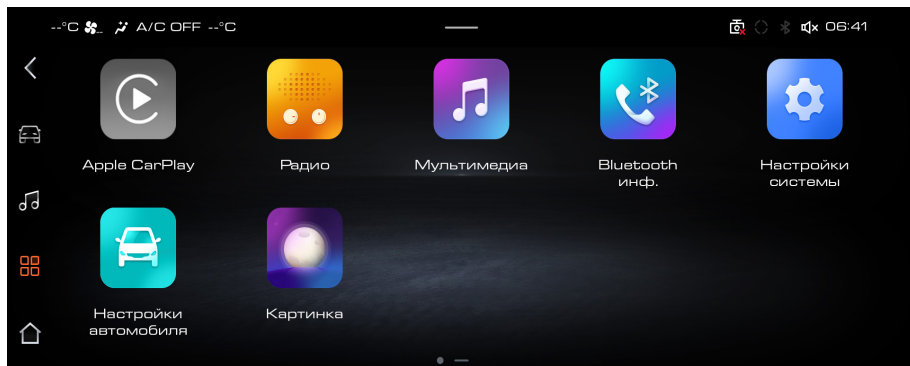 --°C A/C OFF --°C 06:41
Apple CarPlay
Радио
Мультимедиа
Bluetooth
инф.
Настройки
системы
Настройки
автомобиля
Картинка